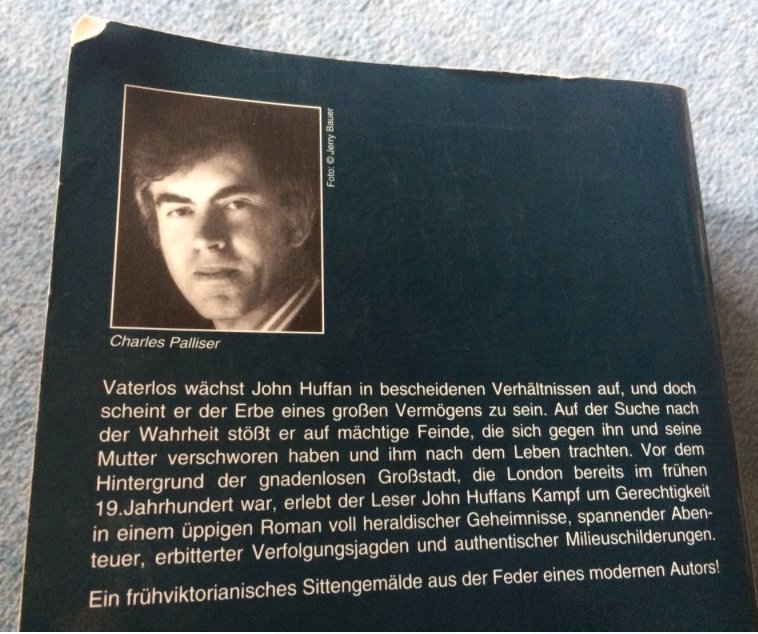 Foto: © Jerry Bauer
Charles Palliser
Vaterlos wächst John Huffan in bescheidenen Verhältnissen auf, und doch
scheint er der Erbe eines großen Vermögens zu sein. Auf der Suche nach
der Wahrheit stößt er auf mächtige Feinde, die sich gegen ihn und seine
Mutter verschworen haben und ihm nach dem Leben trachten. Vor dem
Hintergrund der gnadenlosen Großstadt, die London bereits im frühen
19.Jahrhundert war, erlebt der Leser John Huffans Kampf um Gerechtigkeit
in einem üppigen Roman voll heraldischer Geheimnisse, spannender Aben-
teuer, erbitterter Verfolgungsjagden und authentischer Milieuschilderungen.
Ein frühviktorianisches Sittengemälde aus der Feder eines modernen Autors!